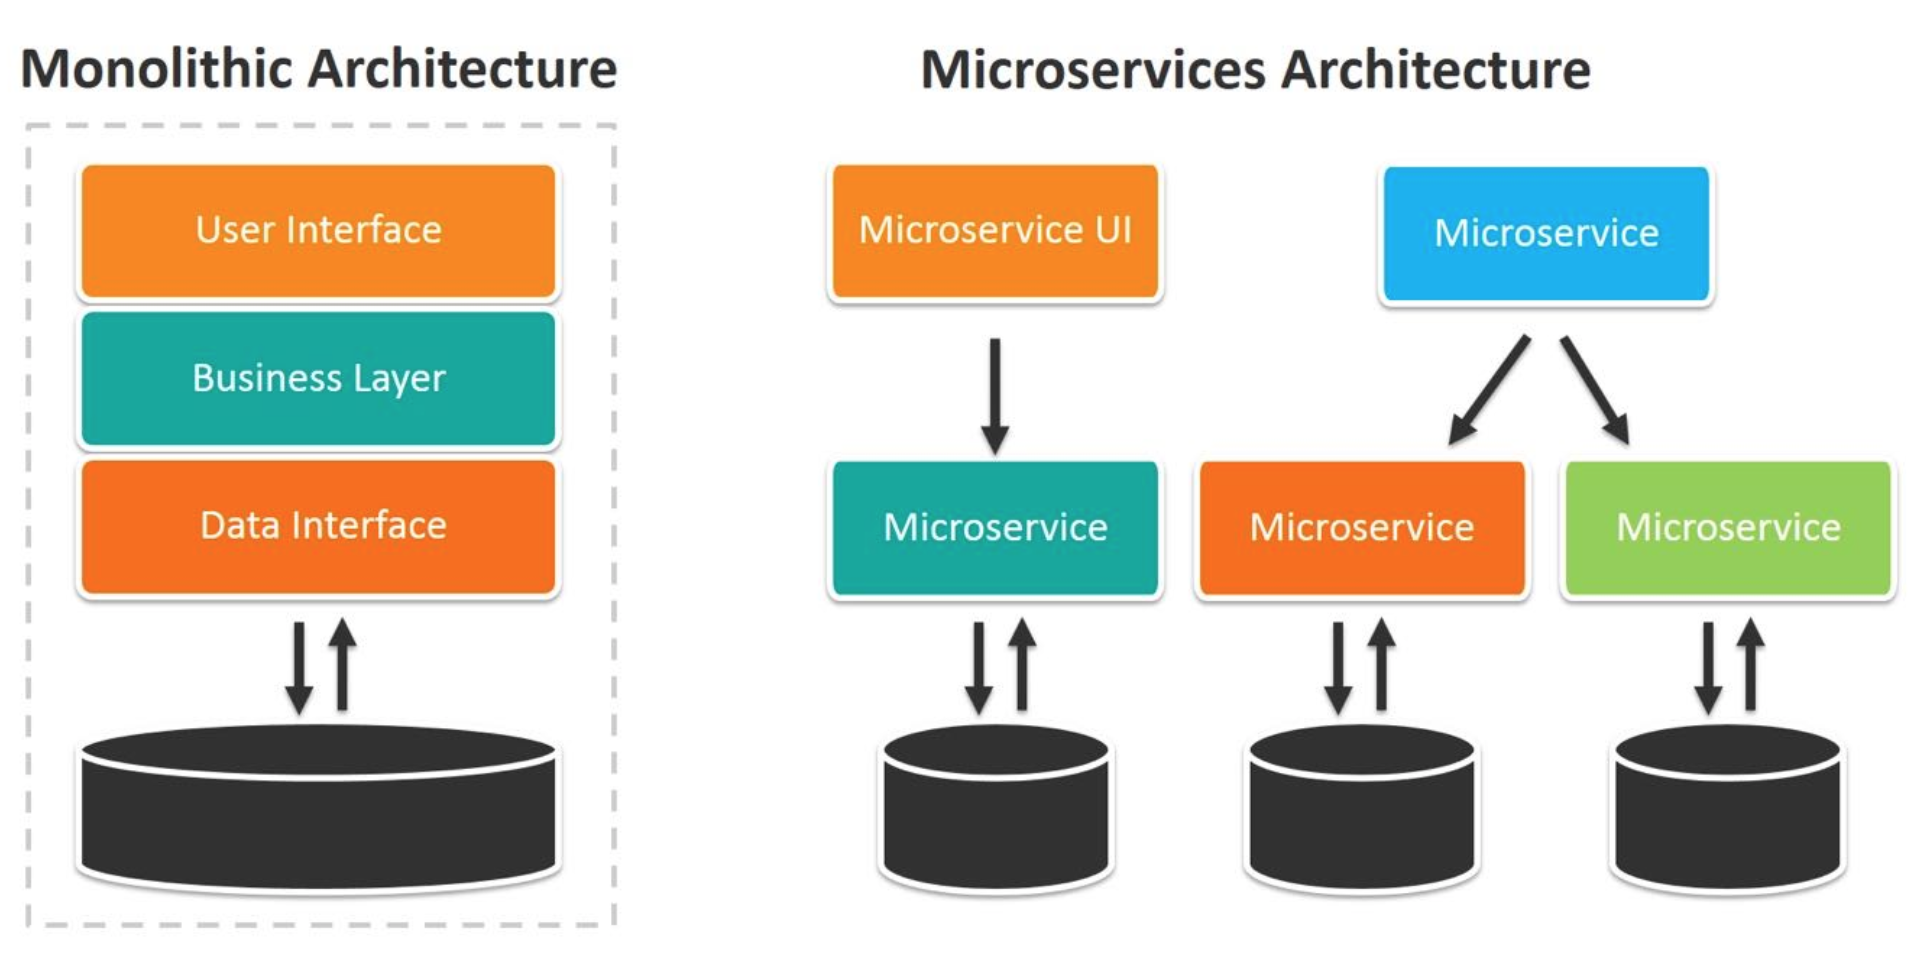 Monolithic Architecture
User Interface
Business Layer
Data Interface
Microservices Architecture
Microservice UI
Microservice
Microservice
Microservice
Microservice